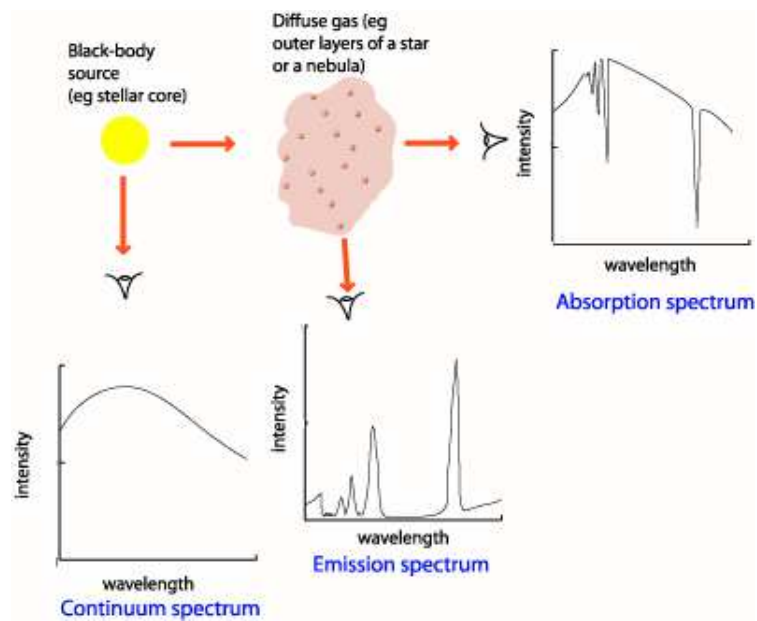 Black-body
source
(eg stellar core)
Diffuse gas (eg
outer layers of a star
or a nebula)
intensity
wavelength
Absorption spectrum
intensity
wavelength
Emission spectrum
intensity
wavelength
Continuum spectrum